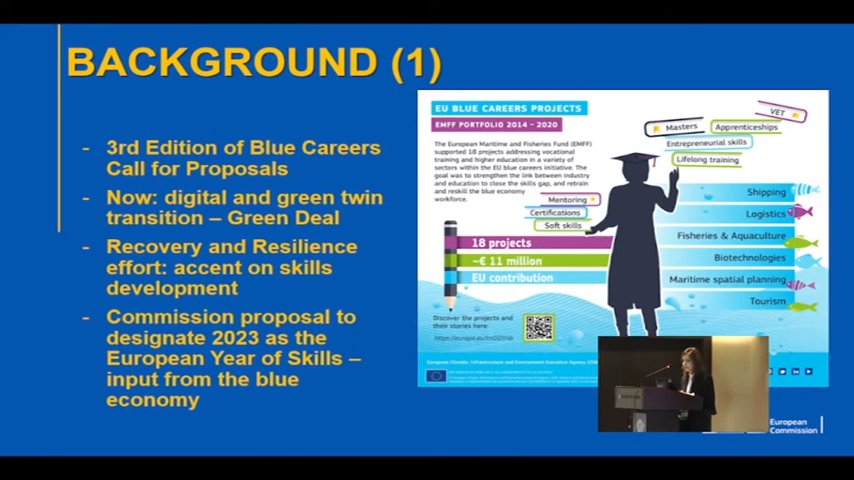 BACKGROUND (1)
- 3rd Edition of Blue Careers
Call for Proposals
- Now: digital and green twin
transition – Green Deal
- Recovery and Resilience
effort: accent on skills
development
- Commission proposal to
designate 2023 as the
European Year of Skills –
input from the blue
economy
EU BLUE CAREERS PROJECTS
EMFF PORTFOLIO 2014 - 2020
The European Maritime and Fisheries Fund (EMFF)
supported 18 projects addressing vocational
training and higher education in a variety of
sectors within the EU blue careers initiative. The
goal was to strengthen the link between industry
and education to close the skills gap, and retrain
and reskill the blue economy
workforce.
VET
Masters
Apprenticeships
Entrepreneurial skills
Lifelong training
Mentoring
Certifications
Soft skills
18 projects
~€ 11 million
EU contribution
Shipping
Logistics
Fisheries & Aquaculture
Biotechnologies
Maritime spatial planning
Tourism
Discover the projects and
their stories here
European Climate, Infrastructure and Environment Executive Agency
European
Commission